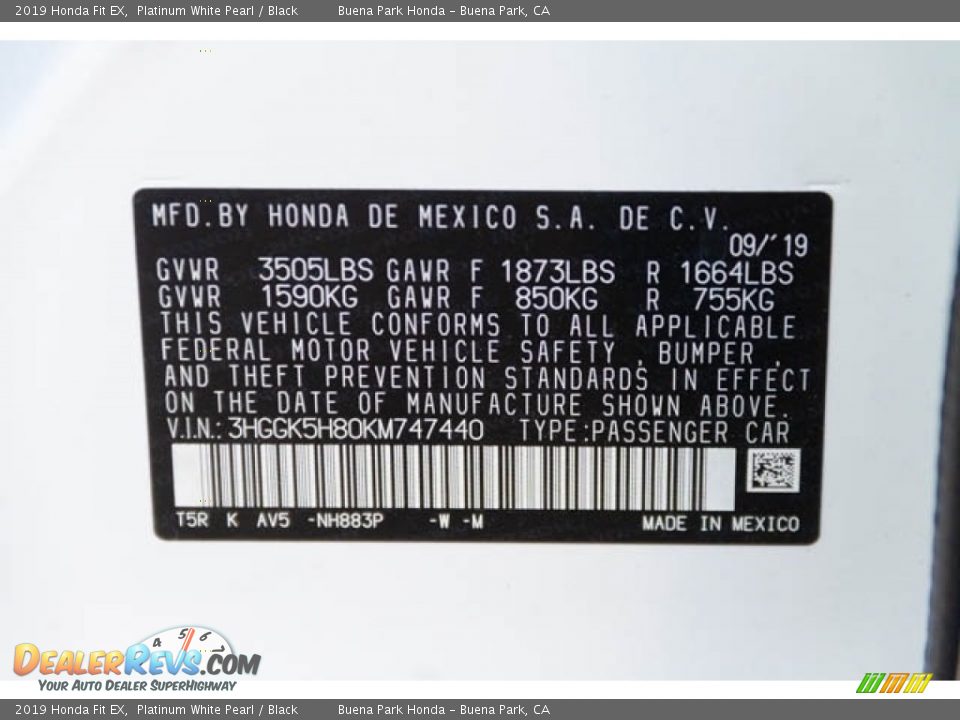 2019 Honda Fit EX, Platinum White Pearl / Black Buena Park Honda – Buena Park, CA
MFD.BY HONDA DE MEXICO S.A. DE C.V.
09/'19
GVWR 3505LBS GAWR F 1873LBS R 1664LBS
GVWR 1590KG GAWR F 850KG R 755KG
THIS VEHICLE CONFORMS TO ALL APPLICABLE
FEDERAL MOTOR VEHICLE SAFETY , BUMPER ,
AND THEFT PREVENTION STANDARDS IN EFFECT
ON THE DATE OF MANUFACTURE SHOWN ABOVE.
V.I.N.: 3HGGK5H80KM747440 TYPE:PASSENGER CAR
T5R K AV5 -NH883P -W -M MADE IN MEXICO
4 5 6 7
DEALERREVS.COM
YOUR AUTO DEALER SUPERHIGHWAY
2019 Honda Fit EX, Platinum White Pearl / Black Buena Park Honda – Buena Park, CA